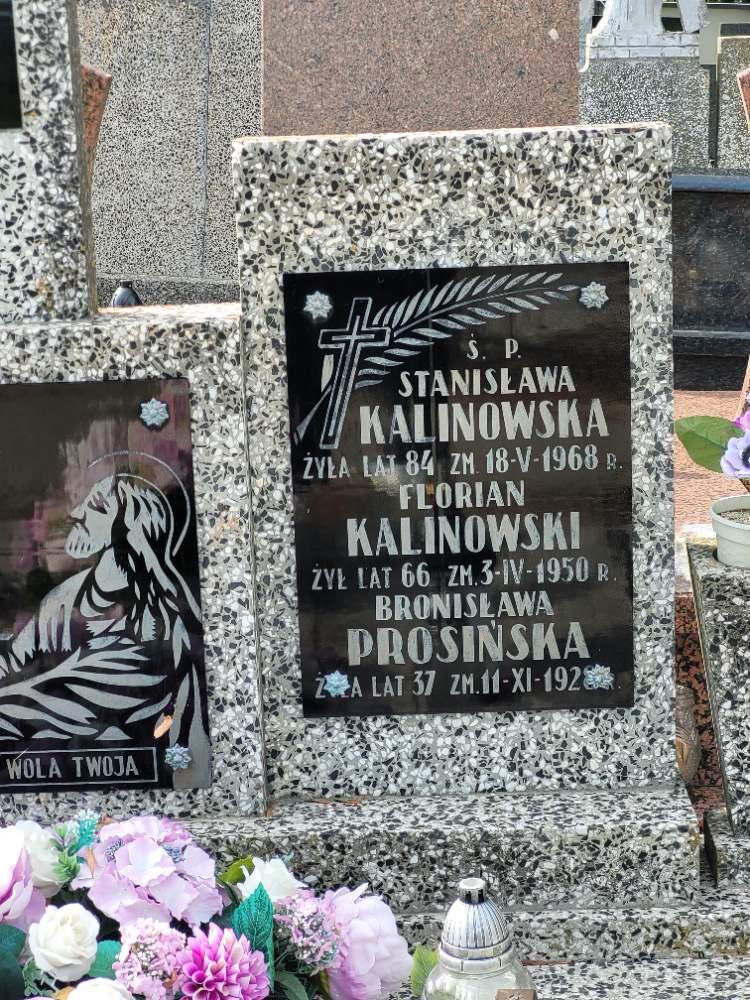 Ś. P.
STANISŁAWA
KALINOWSKA
ŻYŁA LAT 84 ZM. 18-V-1968 R.
FLORIAN
KALINOWSKI
ŻYŁ LAT 66 ZM. 3-IV-1950 R.
BRONISŁAWA
PROSIŃSKA
LAT 37 ZM. 11-XI-192
WOLA TWOJA